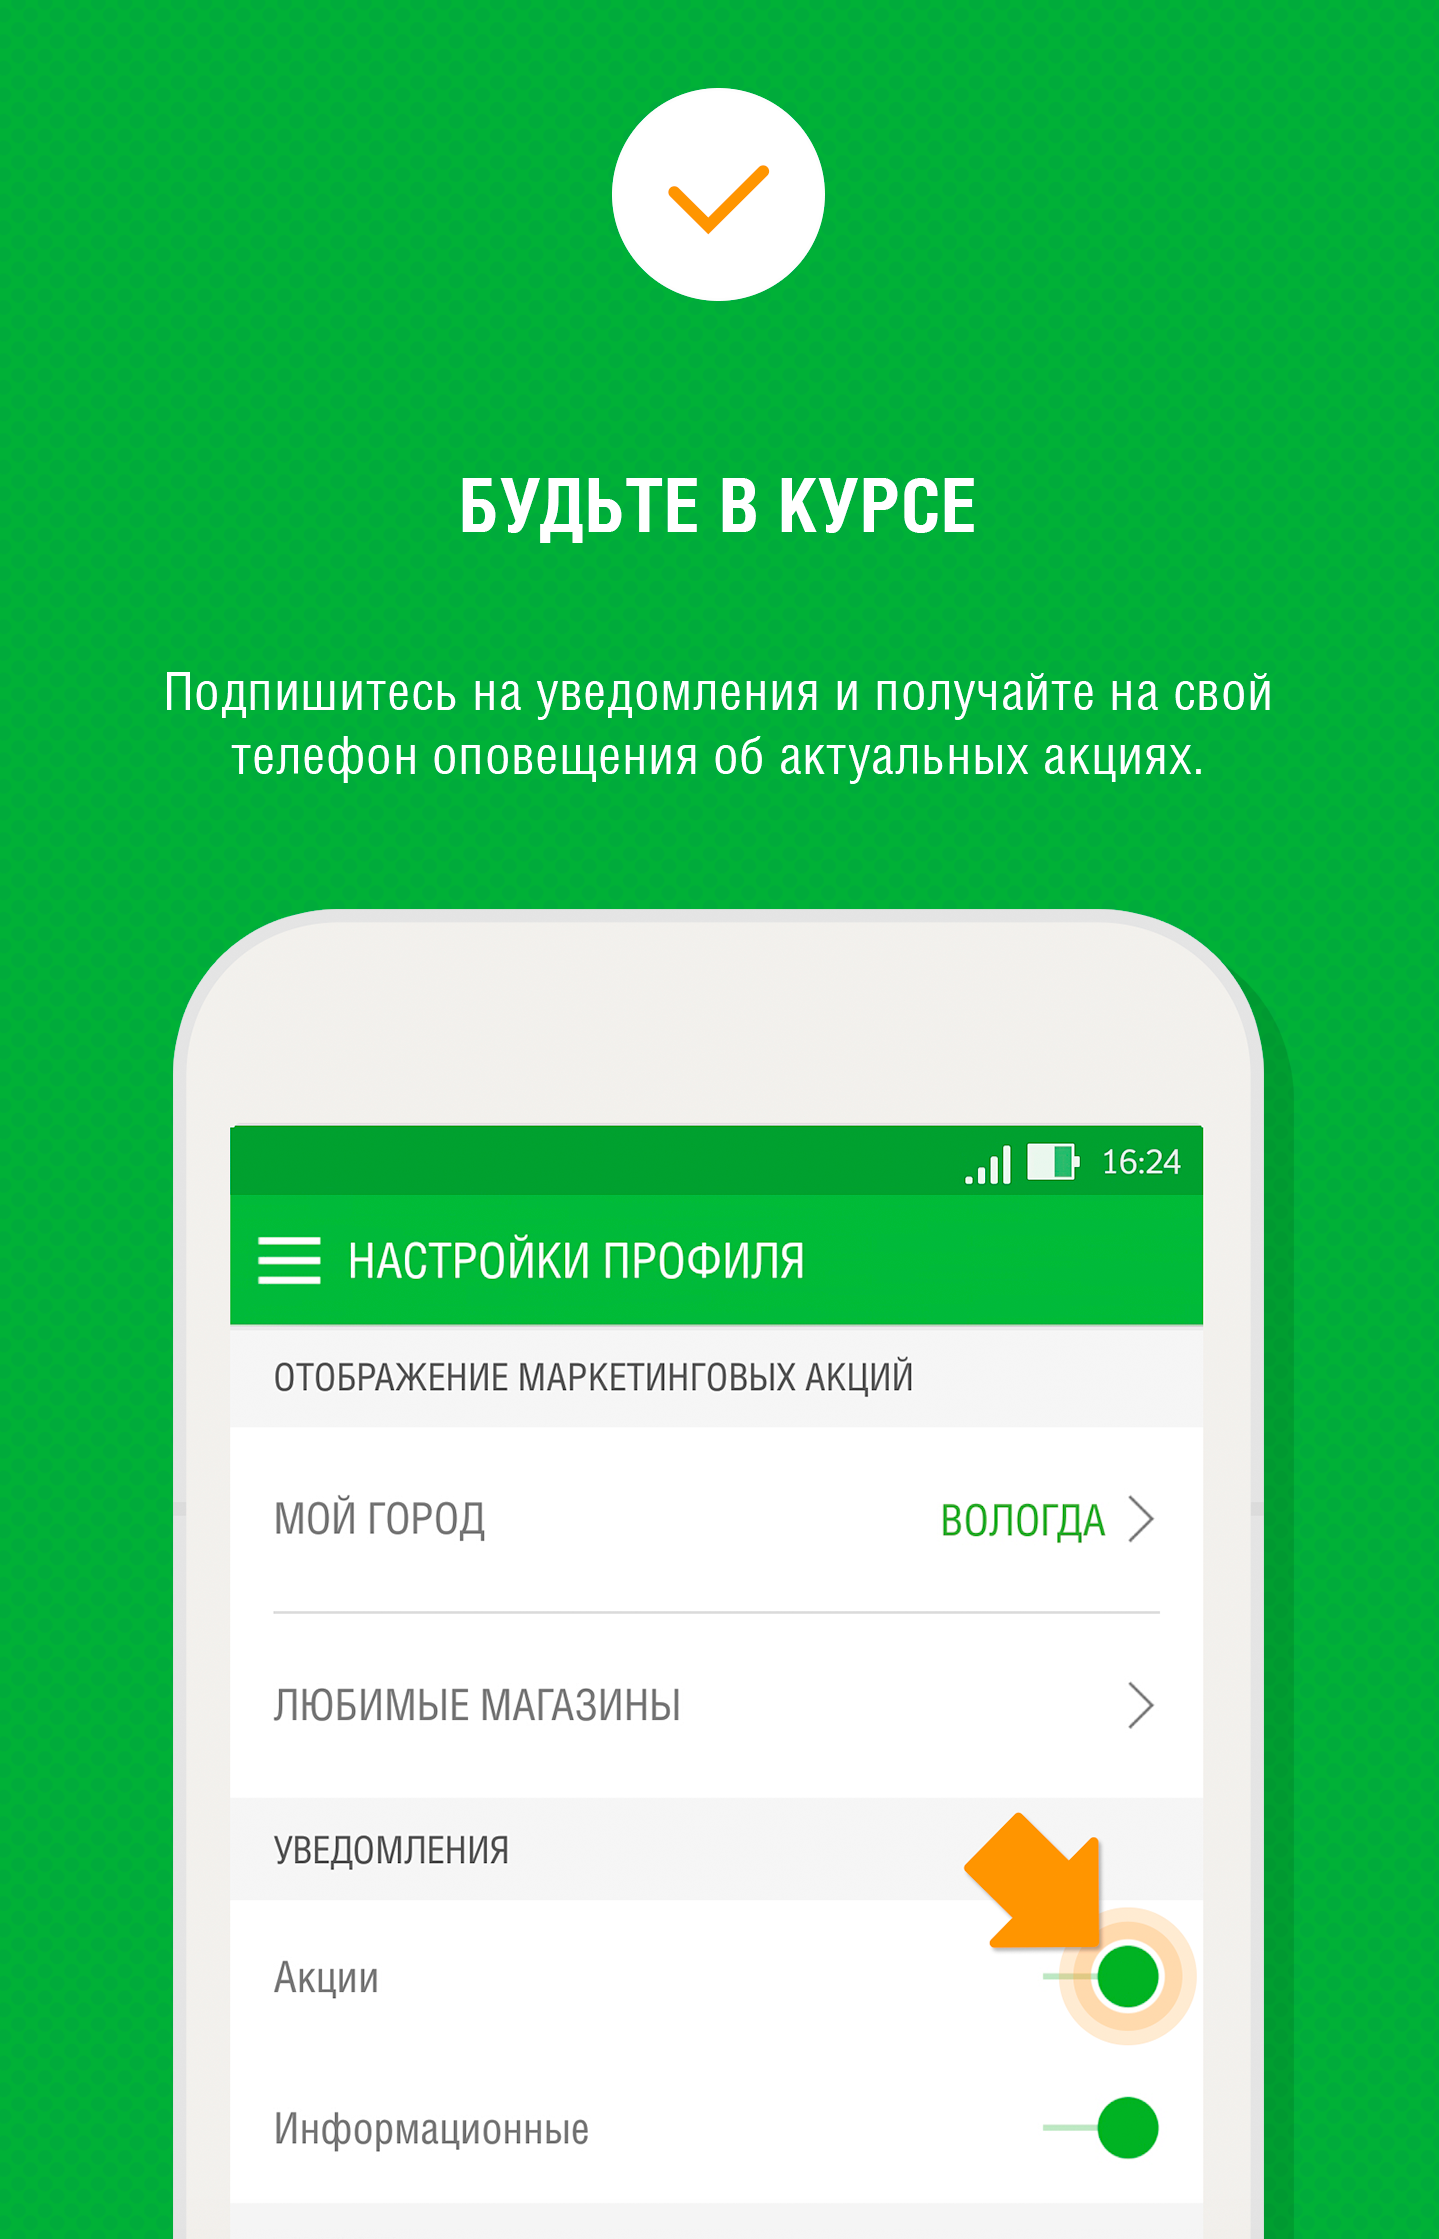 БУДЬТЕ В КУРСЕ
Подпишитесь на уведомления и получайте на свой
телефон оповещения об актуальных акциях.
16:24
НАСТРОЙКИ ПРОФИЛЯ
ОТОБРАЖЕНИЕ МАРКЕТИНГОВЫХ АКЦИЙ
МОЙ ГОРОД ВОЛОГДА
ЛЮБИМЫЕ МАГАЗИНЫ
УВЕДОМЛЕНИЯ
Акции
Информационные